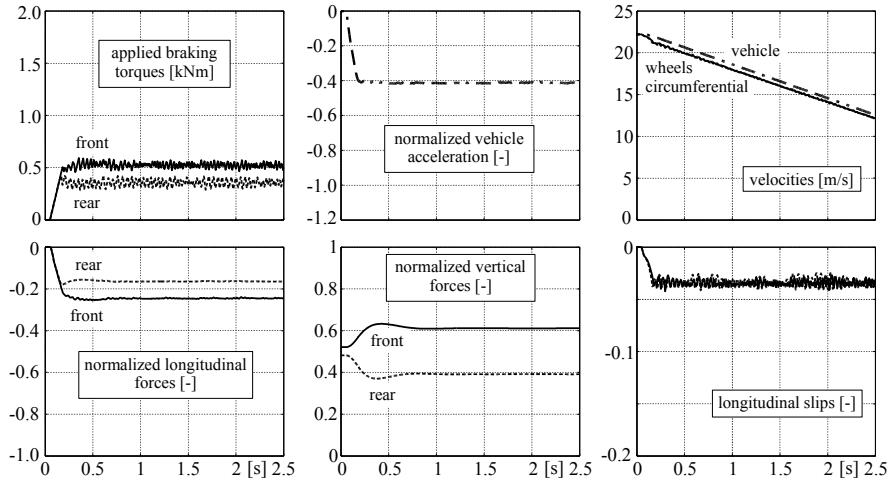 2.0
1.5
1.0
0.5
0
applied braking
torques [kNm]
front
rear
0
-0.2
-0.4
-0.6
-0.8
-1.0
-1.2
normalized vehicle
acceleration [-]
25
20
15
10
5
0
vehicle
wheels
circumferential
velocities [m/s]
0
-0.2
-0.4
-0.6
-0.8
-1.0
rear
front
normalized longitudinal
forces [-]
0 0.5 1 1.5 2 [s] 2.5
1
0.8
0.6
0.4
0.2
0
normalized vertical
forces [-]
front
rear
0 0.5 1 1.5 2 [s] 2.5
0
-0.1
-0.2
longitudinal slips [-]
0 0.5 1 1.5 2 [s] 2.5